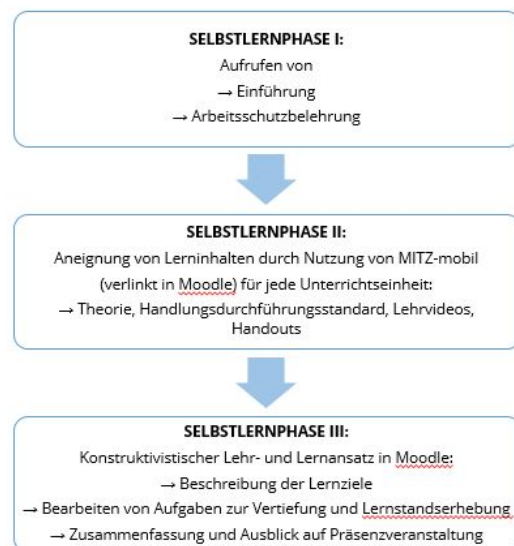 SELBSTLERNPHASE I:
Aufrufen von
→ Einführung
→ Arbeitsschutzbelehrung
SELBSTLERNPHASE II:
Aneignung von Lerninhalten durch Nutzung von MITZ-mobil
(verlinkt in Moodle) für jede Unterrichtseinheit:
→ Theorie, Handlungsdurchführungsstandard, Lehrvideos,
Handouts
SELBSTLERNPHASE III:
Konstruktivistischer Lehr- und Lernansatz in Moodle:
→ Beschreibung der Lernziele
→ Bearbeiten von Aufgaben zur Vertiefung und Lernstandserhebung
→ Zusammenfassung und Ausblick auf Präsenzveranstaltung